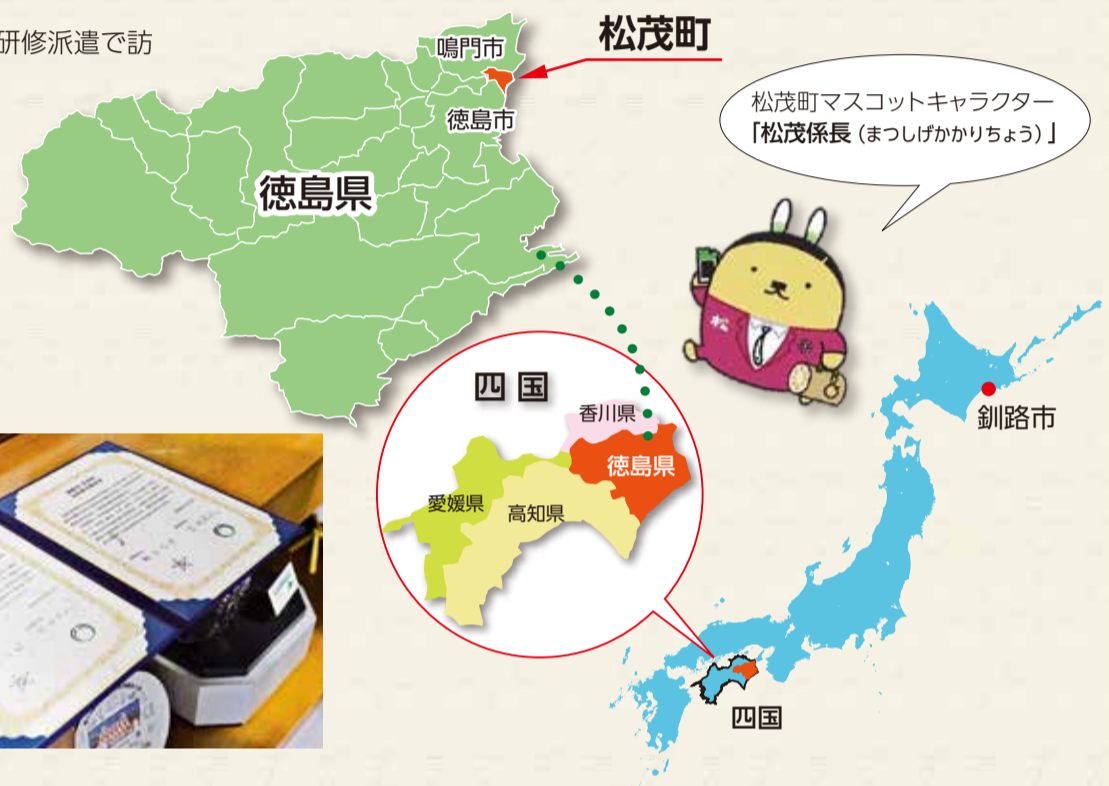 研修派遣で訪
松茂町
鳴門市
徳島市
徳島県
松茂町マスコットキャラクター
「松茂係長（まつしげかかりちょう）」
松
四国
香川県
徳島県
愛媛県
高知県
釧路市
四国